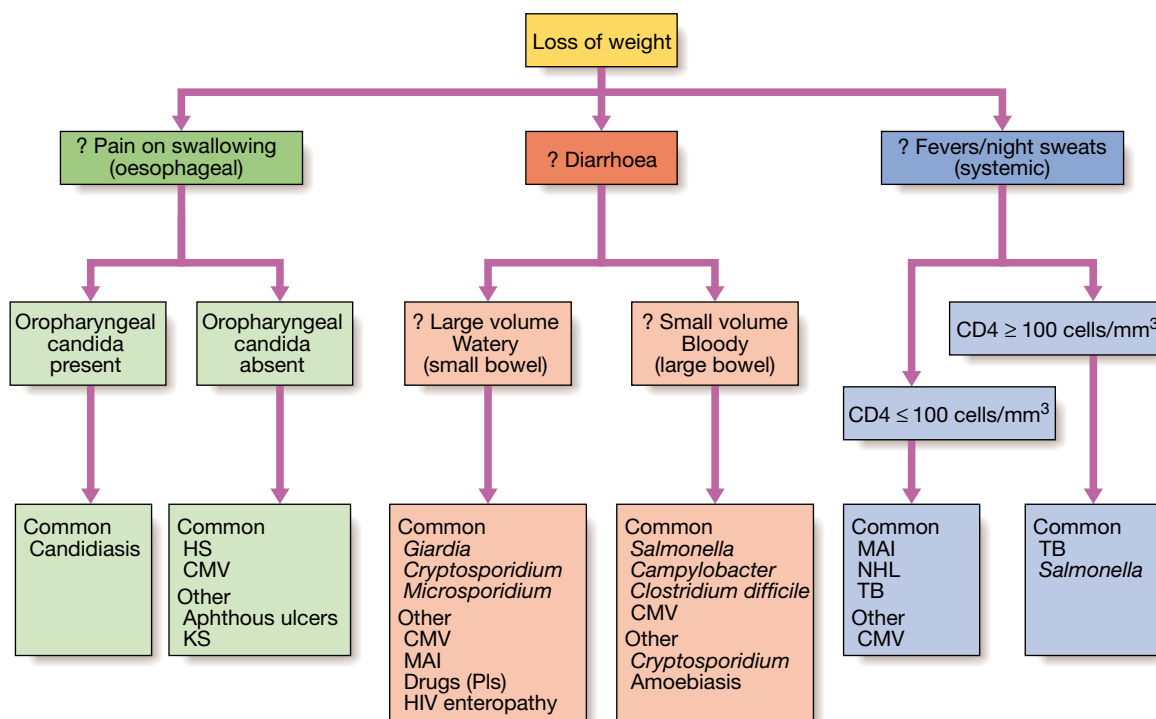 Loss of weight
? Pain on swallowing
(oesophageal)
? Diarrhoea
? Fevers/night sweats
(systemic)
Oropharyngeal
candida
present
Oropharyngeal
candida
absent
? Large volume
Watery
(small bowel)
? Small volume
Bloody
(large bowel)
CD4 ≤ 100 cells/mm³
CD4 ≥ 100 cells/mm³
Common
Candidiasis
Common
HS
CMV
Other
Aphthous ulcers
KS
Common
Giardia
Cryptosporidium
Microsporidium
Other
CMV
MAI
Drugs (PIs)
HIV enteropathy
Common
Salmonella
Campylobacter
Clostridium difficile
CMV
Other
Cryptosporidium
Amoebiasis
Common
MAI
NHL
TB
Other
CMV
Common
TB
Salmonella